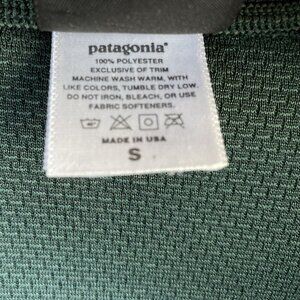 patagonia®
100% POLYESTER
EXCLUSIVE OF TRIM
MACHINE WASH WARM, WITH
LIKE COLORS, TUMBLE DRY LOW.
DO NOT IRON, BLEACH, OR USE
FABRIC SOFTENERS.
MADE IN USA
S